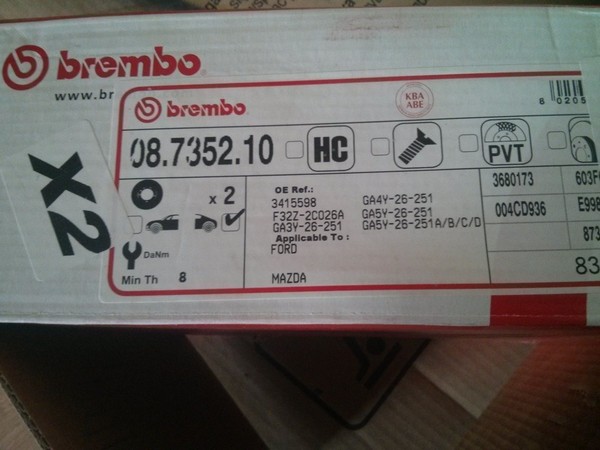 brembo
www.br
brembo
KBA
ABE
8 0205
08.7352.10
HC
PVT
x 2
X2
OE Ref.:
3415598
F32Z-2C026A
GA3Y-26-251
GA4Y-26-251
GA5Y-26-251
GA5Y-26-251A/B/C/D
Applicable To :
FORD
MAZDA
DaNm
Min Th 8
3680173
004CD936
603F
E998
873
83